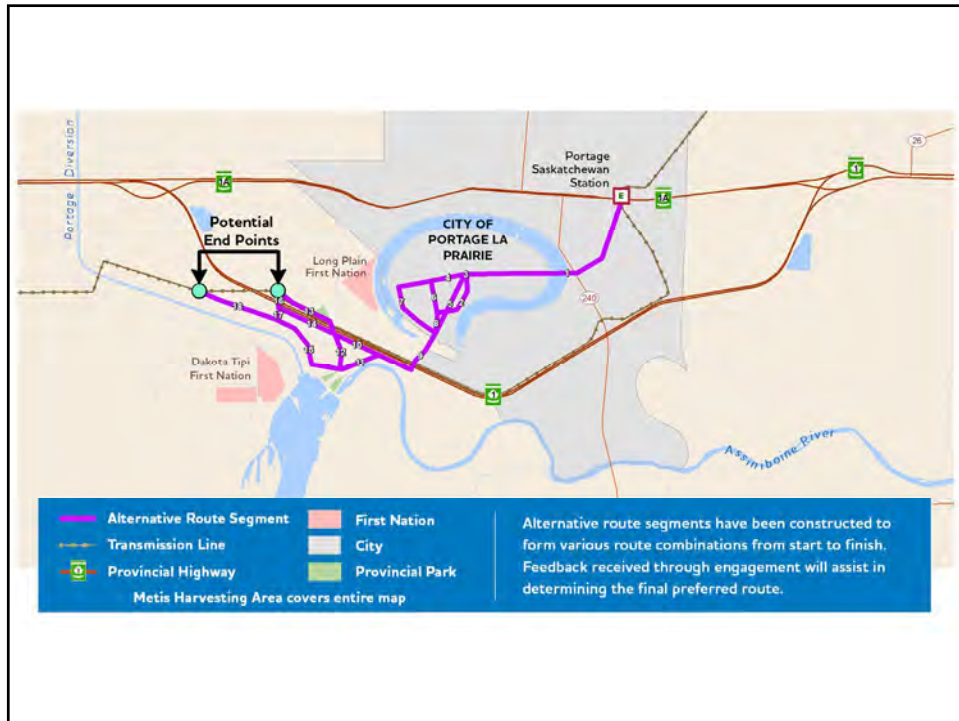 26
Portage
Saskatchewan
Station
1
1A
E
1A
Portage Diversion
Potential
End Points
CITY OF
PORTAGE LA
PRAIRIE
Long Plain
First Nation
240
Dakota Tipi
First Nation
1
Assiniboine River
Alternative Route Segment
Transmission Line
1
Provincial Highway
First Nation
City
Provincial Park
Metis Harvesting Area covers entire map
Alternative route segments have been constructed to
form various route combinations from start to finish.
Feedback received through engagement will assist in
determining the final preferred route.